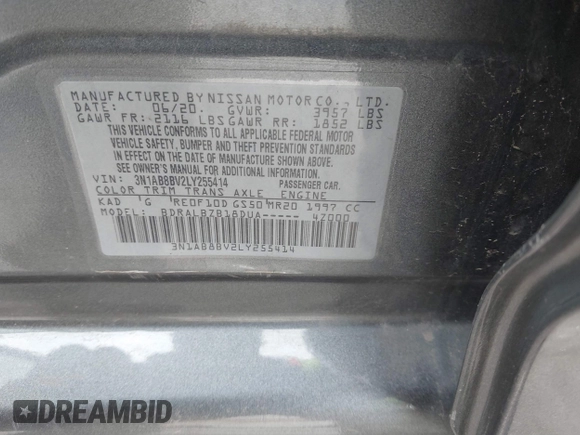 MANUFACTURED BY NISSAN MOTOR CO., LTD.
DATE: 06/20. GVWR: 3957 LBS
GAWR FR: 2116 LBS GAWR RR: 1852 LBS
THIS VEHICLE CONFORMS TO ALL APPLICABLE FEDERAL MOTOR
VEHICLE SAFETY, BUMPER AND THEFT PREVENTION STANDARDS
IN EFFECT ON THE DATE OF MANUFACTURE SHOWN ABOVE.
SEE OWNER'S MANUAL FOR ADDITIONAL INFORMATION
VIN: 3N1AB8BV2LY255414 PASSENGER CAR.
COLOR TRIM TRANS AXLE ENGINE
KAD G RE0F10D GS50 MR20 1997 CC
MODEL: BDRALBZB18DUA----- 4Z000
3N1AB8BV2LY255414
DREAMBID